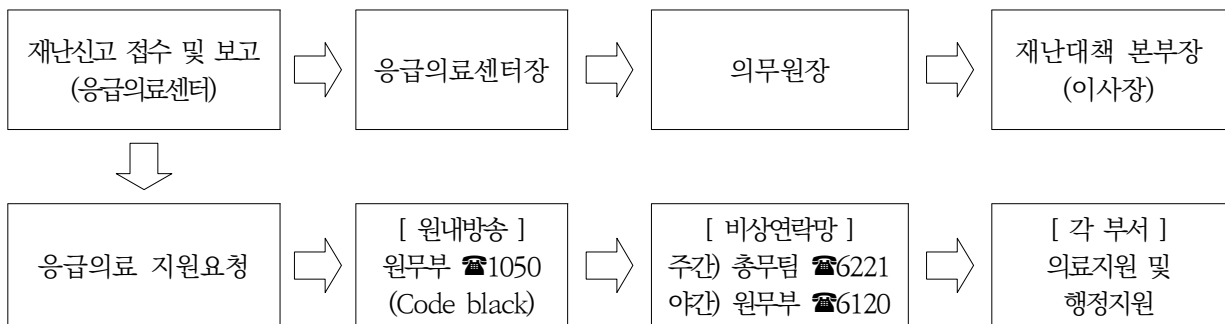 재난신고 접수 및 보고
(응급의료센터)
응급의료센터장
의무원장
재난대책 본부장
(이사장)
응급의료 지원요청
[ 원내방송 ]
원무부 ☎1050
(Code black)
[ 비상연락망 ]
주간) 총무팀 ☎6221
야간) 원무부 ☎6120
[ 각 부서 ]
의료지원 및
행정지원